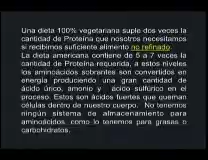 Una dieta 100% vegetariana suple dos veces la
cantidad de Proteína que nosotros necesitamos
si recibimos suficiente alimento no refinado.
La dieta americana contiene de 5 a 7 veces la
cantidad de Proteína requerida, a estos niveles
los aminoácidos sobrantes son convertidos en
energía produciendo una gran cantidad de
ácido úrico, amonio y ácido sulfúrico en el
proceso. Estos son ácidos fuertes que queman
células dentro de nuestro cuerpo. No tenemos
ningún sistema de almacenamiento para
aminoácidos, como lo tenemos para grasas o
carbohidratos.